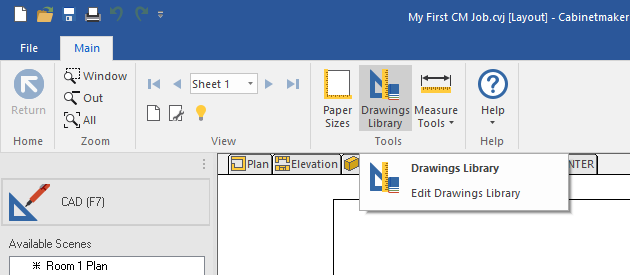 My First CM Job.cvj [Layout] - Cabinetmaker
File Main
Window
Out
All
Return
Sheet 1
Paper Sizes
Drawings Library
Measure Tools
Help
Home Zoom View Tools Help
Plan Elevation NTER
Drawings Library
Edit Drawings Library
CAD (F7)
Available Scenes
Room 1 Plan